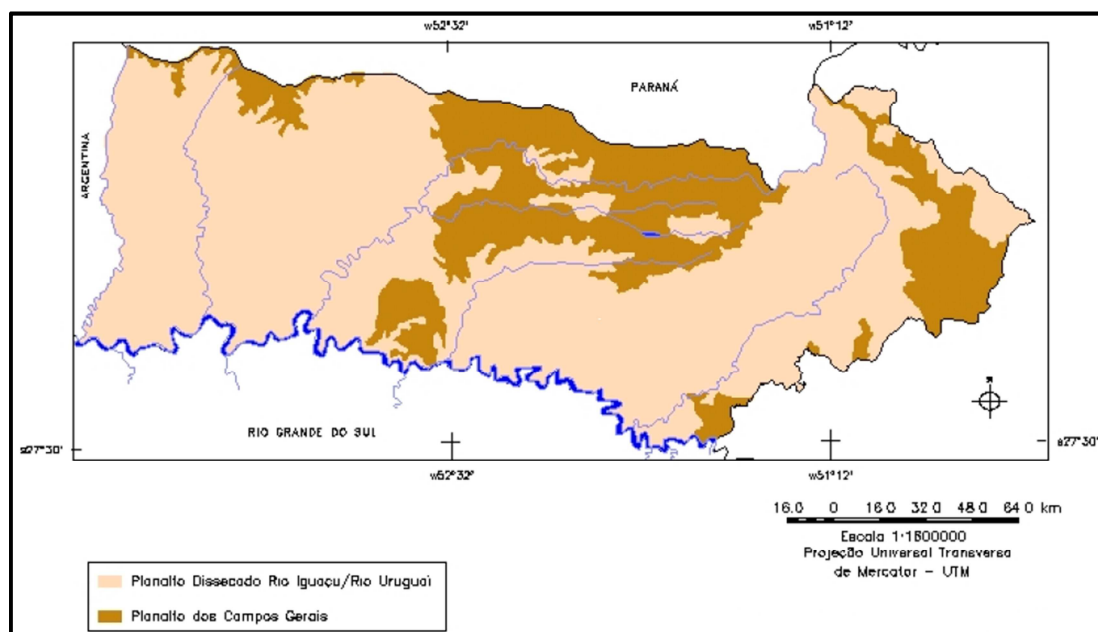 w52°32' w51°12'
PARANÁ
ARGENTINA
RIO GRANDE DO SUL
s27°30' s27°30'
w52°32' w51°12'
16.0 0 16.0 32.0 48.0 64.0 km
Escala 1:1600000
Projeção Universal Transversa
de Mercator - UTM
Planalto Dissecado Rio Iguaçu/Rio Uruguai
Planalto dos Campos Gerais